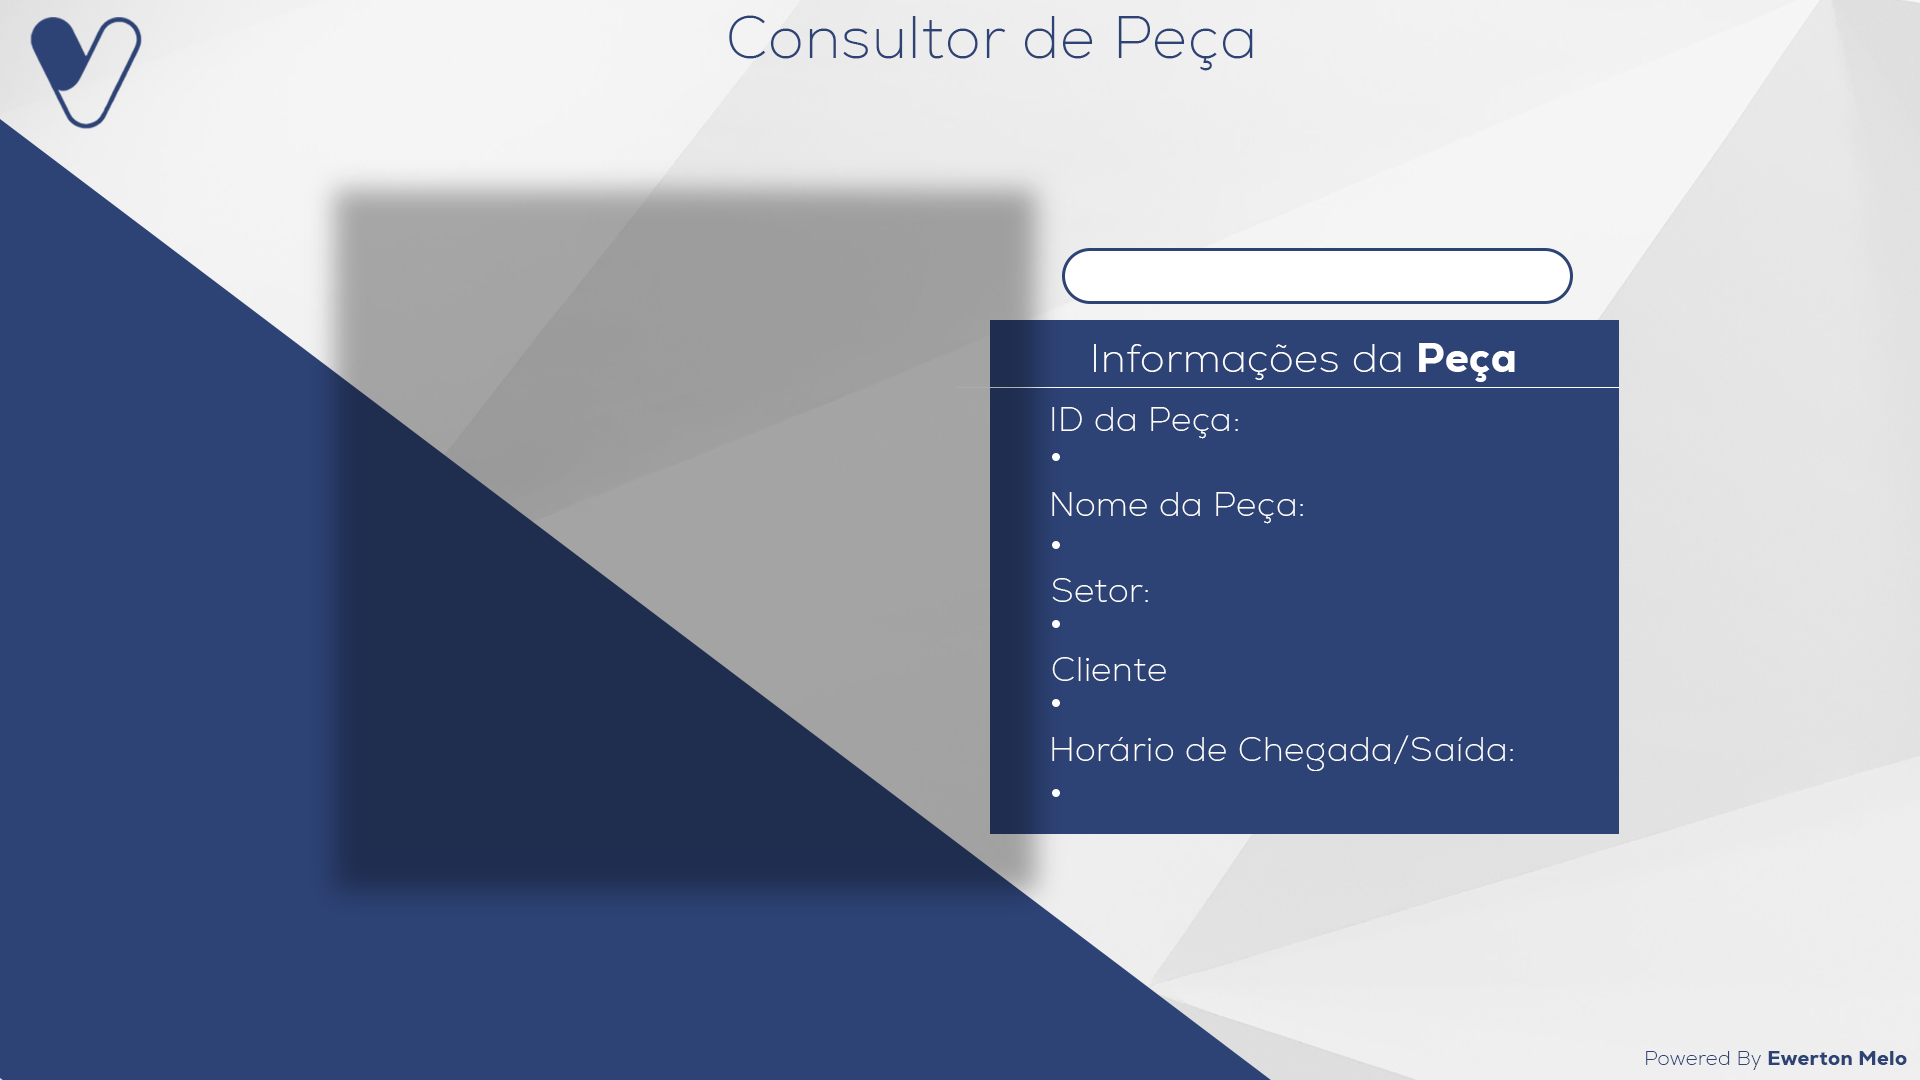 Consultor de Peça
Informações da Peça
ID da Peça:
•
Nome da Peça:
•
Setor:
•
Cliente
•
Horário de Chegada/Saída:
•
Powered By Ewerton Melo